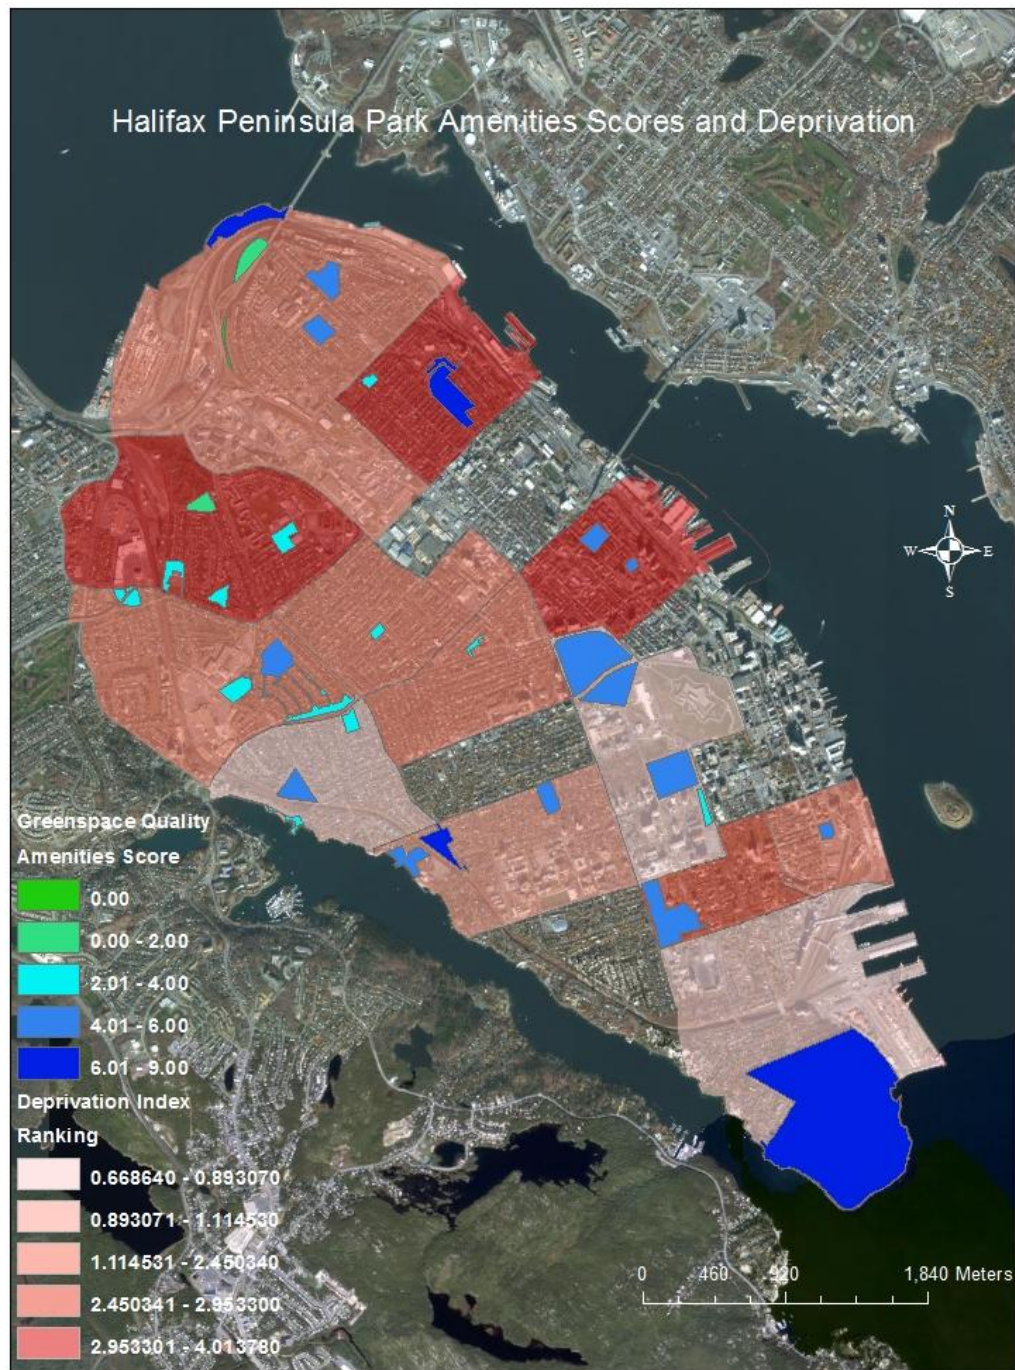 Halifax Peninsula Park Amenities Scores and Deprivation
N
W
E
S
Greenspace Quality
Amenities Score
0.00
0.00 - 2.00
2.01 - 4.00
4.01 - 6.00
6.01 - 9.00
Deprivation Index
Ranking
0.668640 - 0.893070
0.893071 - 1.114530
1.114531 - 2.450340
2.450341 - 2.953300
2.953301 - 4.013780
0 460 920 1,840 Meters